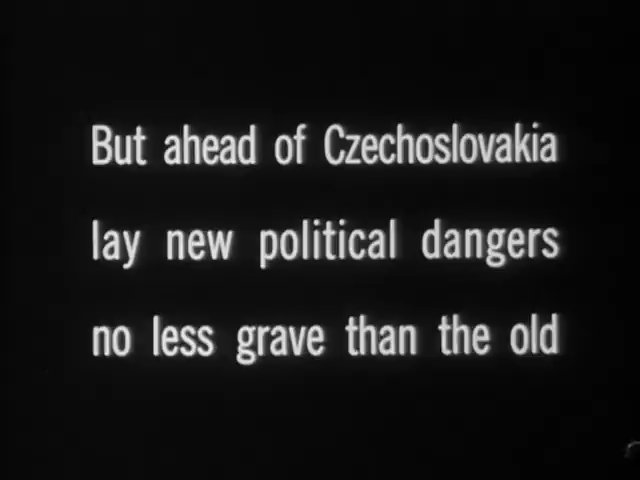 But ahead of Czechoslovakia
lay new political dangers
no less grave than the old